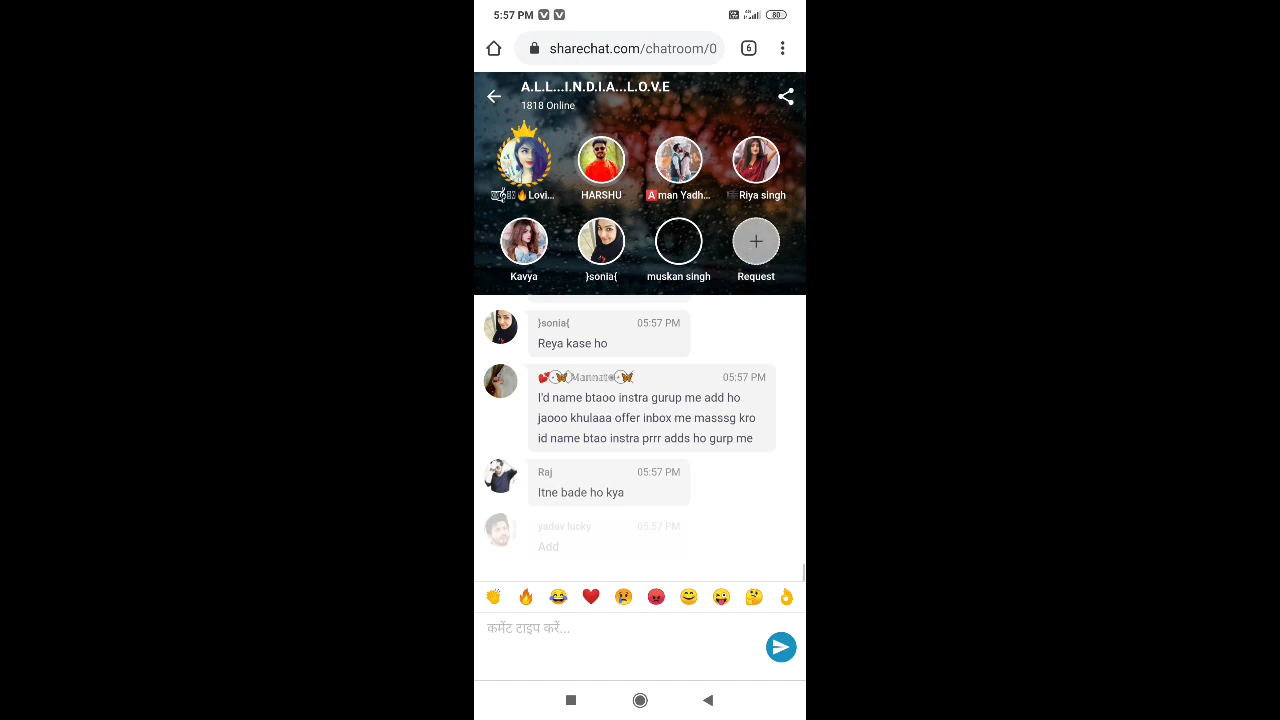 5:57 PM
80
sharechat.com/chatroom/0
6
A.L.L...I.N.D.I.A...L.O.V.E
1818 Online
Lovi...
HARSHU
🅰man Yadh...
Riya singh
Kavya
}sonia{
muskan singh
Request
}sonia{ 05:57 PM
Reya kase ho
Mannat 05:57 PM
I'd name btaoo instra gurup me add ho
jaooo khulaaa offer inbox me masssg kro
id name btao instra prrr adds ho gurp me
Raj 05:57 PM
Itne bade ho kya
yadav lucky 05:57 PM
Add
कमेंट टाइप करें...